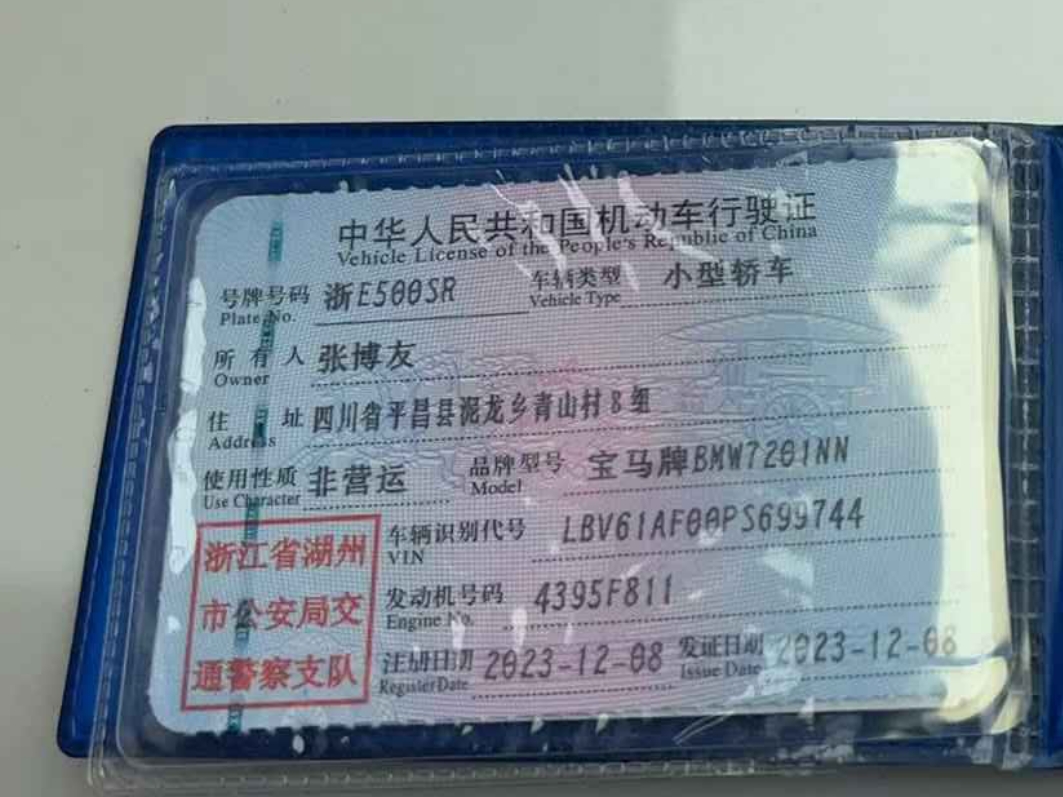 中华人民共和国机动车行驶证
Vehicle License of the People's Republic of China
号牌号码 浙E500SR 车辆类型 小型轿车
Plate No. Vehicle Type
所有人 张博友
Owner
住址 四川省平昌县泥龙乡青山村8组
Address
使用性质 非营运 品牌型号 宝马牌BMW7201NN
Use Character Model
浙江省湖州 车辆识别代号 LBV61AF00PS699744
VIN
市公安局交 发动机号码 4395F811
Engine No.
通警察支队 注册日期 2023-12-08 发证日期 2023-12-08
Register Date Issue Date